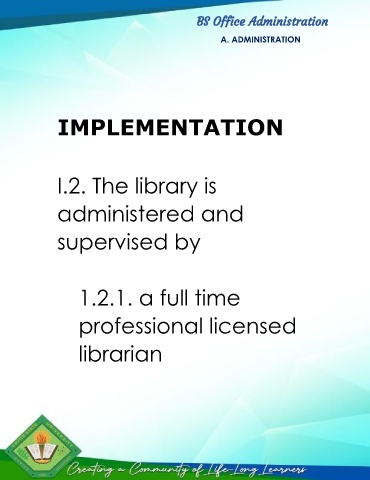 BS Office Administration
A. ADMINISTRATION
IMPLEMENTATION
I.2. The library is
administered and
supervised by
1.2.1. a full time
professional licensed
librarian
Creating a Community of Life-Long Learners